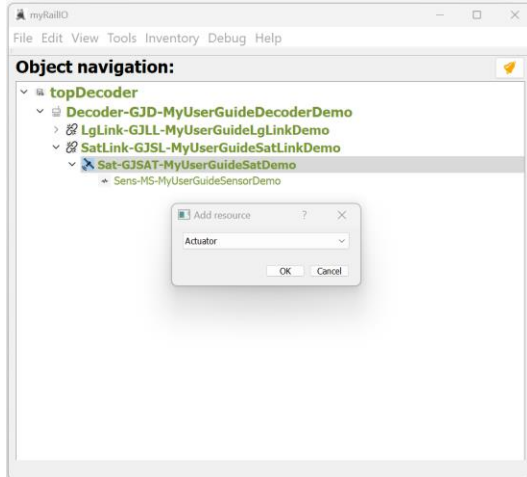 myRailIO
File Edit View Tools Inventory Debug Help
Object navigation:
topDecoder
Decoder-GJD-MyUserGuideDecoderDemo
LgLink-GJLL-MyUserGuideLgLinkDemo
SatLink-GJSL-MyUserGuideSatLinkDemo
Sat-GJSAT-MyUserGuideSatDemo
Sens-MS-MyUserGuideSensorDemo
Add resource ?
Actuator
OK Cancel